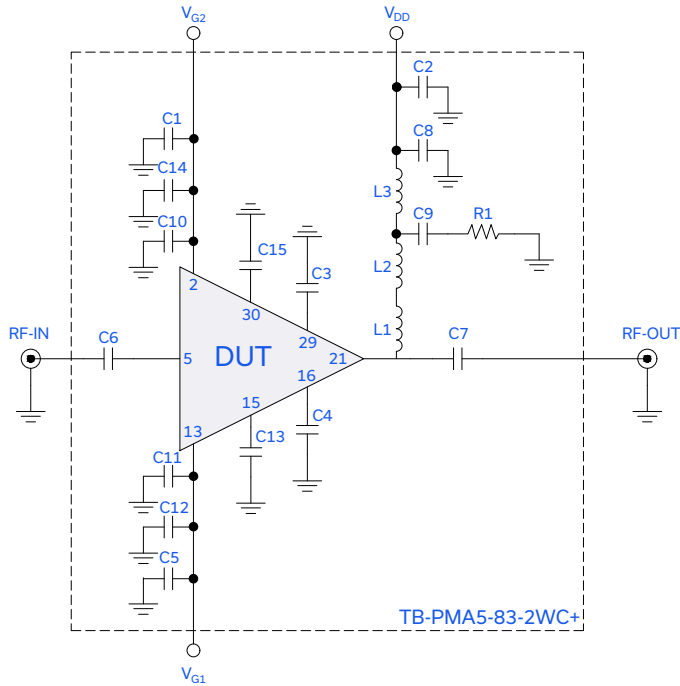 VG2
VDD
C2
C1
C8
C14
L3
C10
C9
R1
C15
C3
L2
2
30
RF-IN
C6
29
L1
C7
RF-OUT
5
DUT
21
16
15
C4
13
C13
C11
C12
C5
TB-PMA5-83-2WC+
VG1